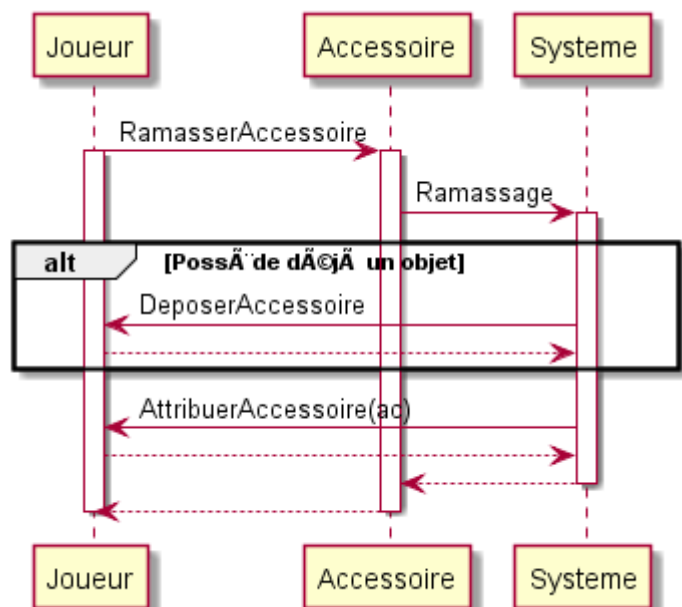 Joueur Accessoire Systeme
RamasserAccessoire
Ramassage
alt [PossÃ¨de dÃ©jÃ  un objet]
DeposerAccessoire
AttribuerAccessoire(ac)
Joueur Accessoire Systeme